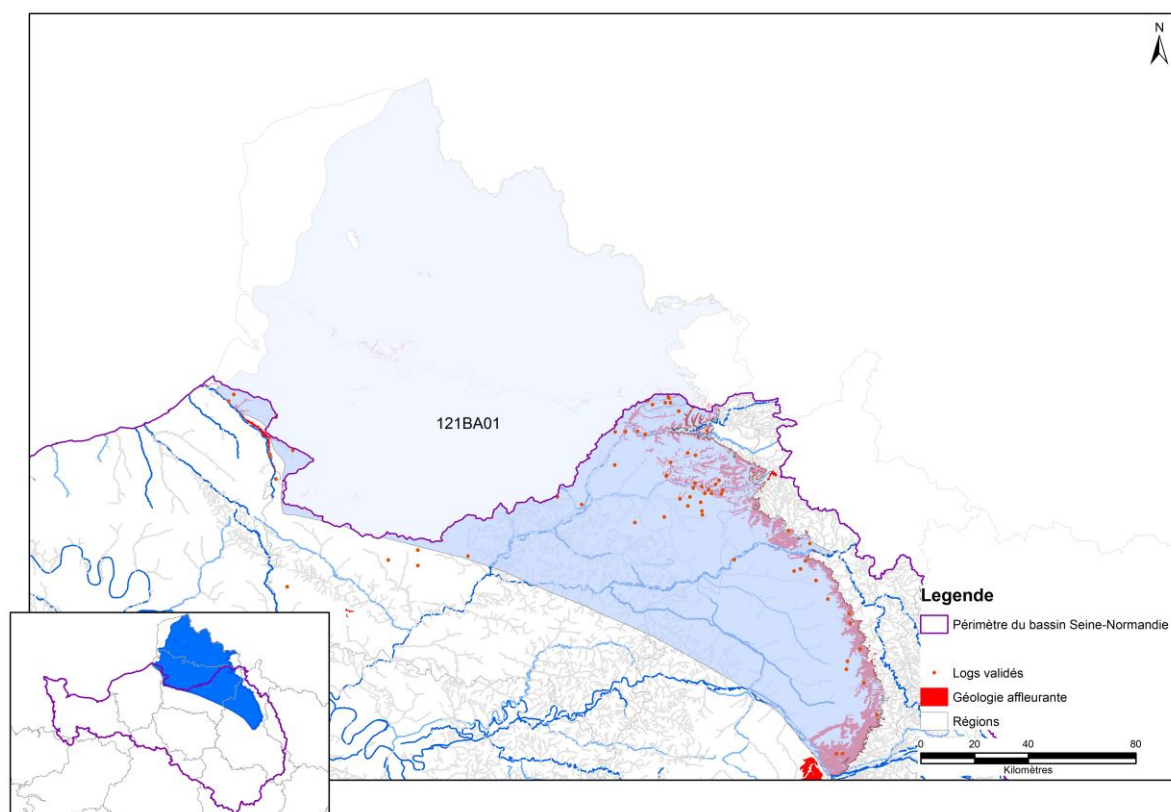 N
121BA01
Legende
Périmètre du bassin Seine-Normandie
Logs validés
Géologie affleurante
Régions
0 20 40 80
Kilomètres